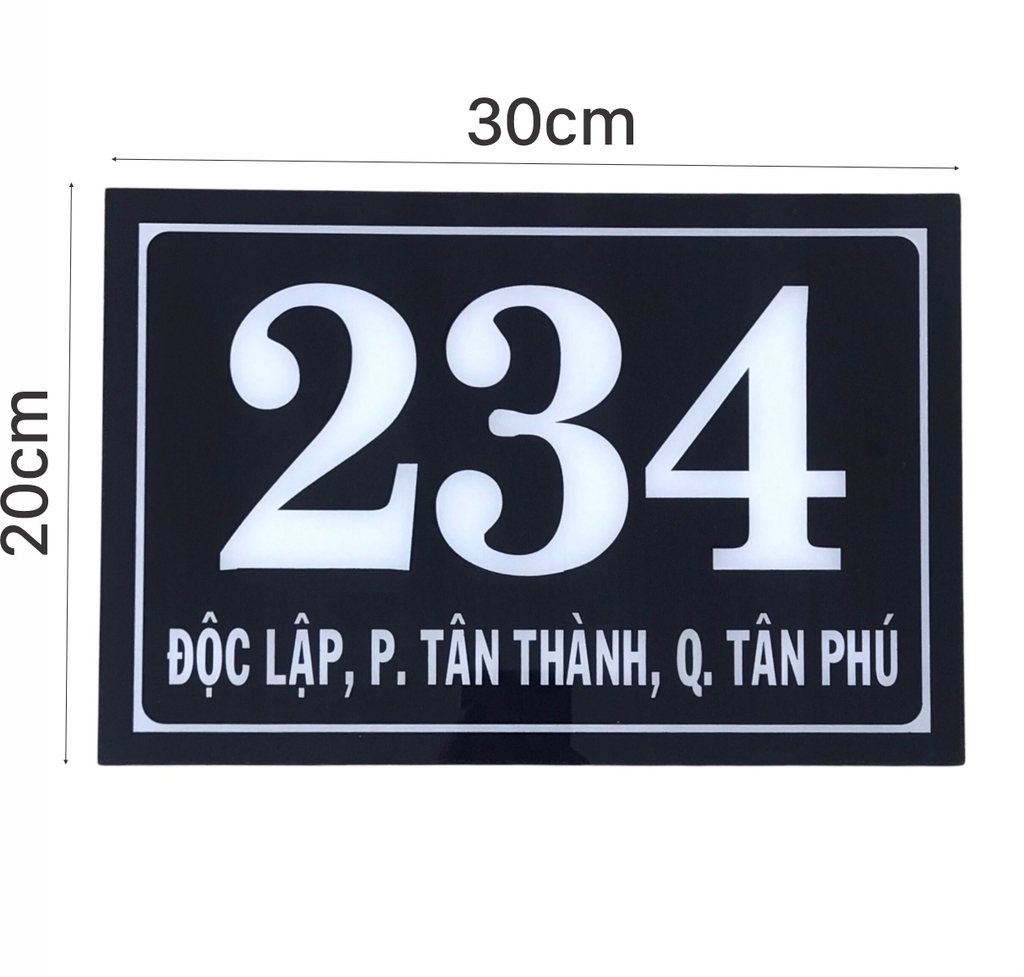 30cm
20cm
234
ĐỘC LẬP, P. TÂN THÀNH, Q. TÂN PHÚ